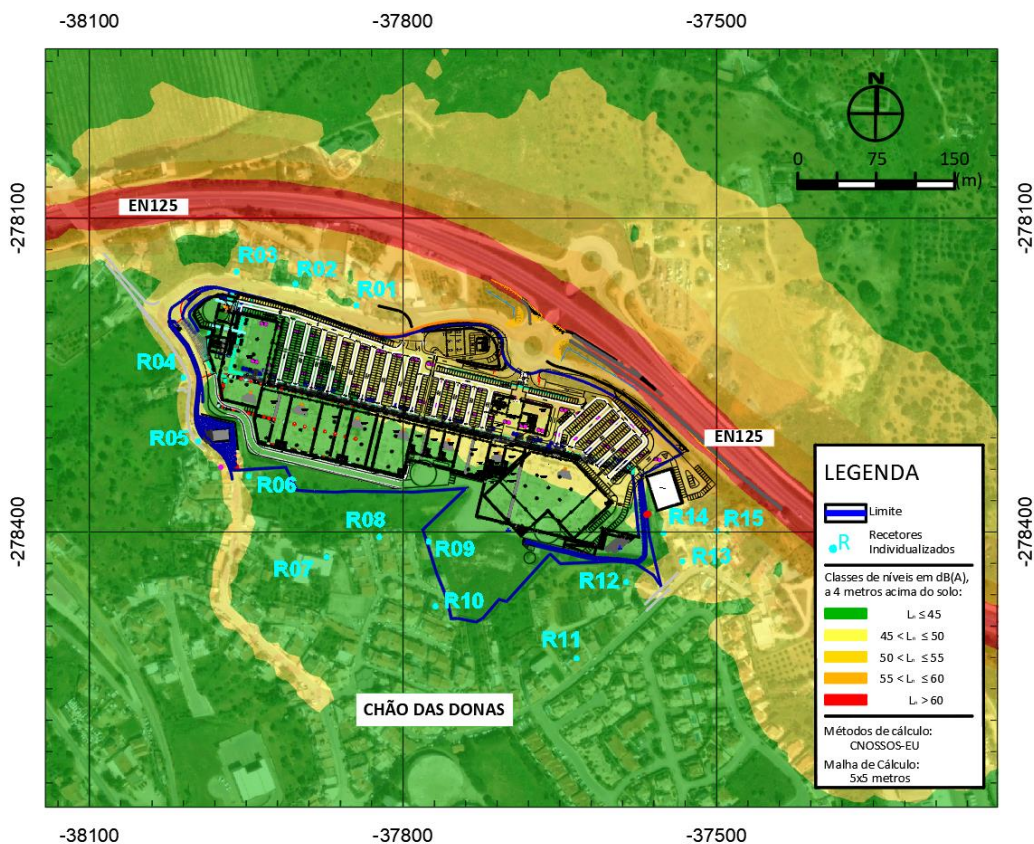 -38100 -37800 -37500
N
0 75 150
(m)
-278100 -278100
EN125
R03
R02
R01
R04
R05
EN125
R06
R08
R14 R15
-278400 -278400
R09
R07
R13
R12
R10
R11
CHÃO DAS DONAS
LEGENDA
Limite
R Recetores
Individualizados
Classes de níveis em dB(A),
a 4 metros acima do solo:
Lₙ ≤ 45
45 < Lₙ ≤ 50
50 < Lₙ ≤ 55
55 < Lₙ ≤ 60
Lₙ > 60
Métodos de cálculo:
CNOSSOS-EU
Malha de Cálculo:
5x5 metros
-38100 -37800 -37500